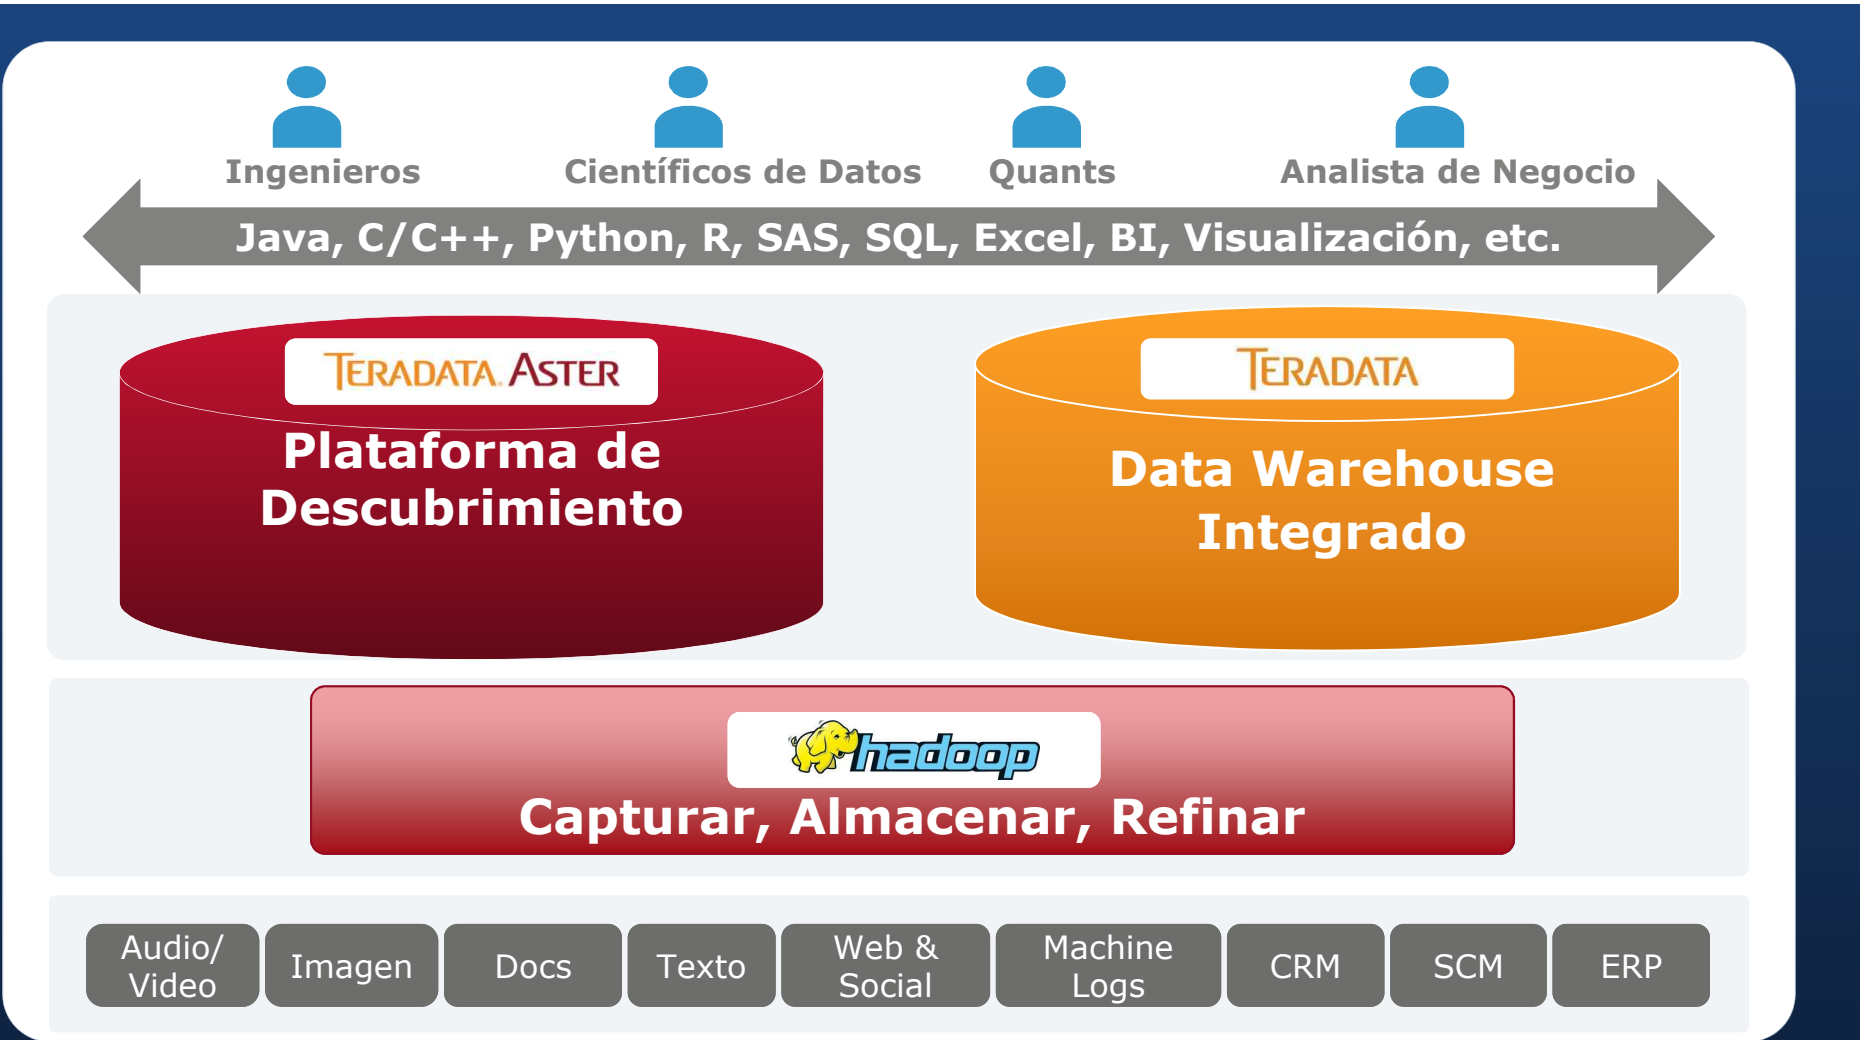 Ingenieros
Científicos de Datos
Quants
Analista de Negocio
Java, C/C++, Python, R, SAS, SQL, Excel, BI, Visualización, etc.
TERADATA ASTER
Plataforma de
Descubrimiento
TERADATA
Data Warehouse
Integrado
hadoop
Capturar, Almacenar, Refinar
Audio/
Video
Imagen
Docs
Texto
Web &
Social
Machine
Logs
CRM
SCM
ERP